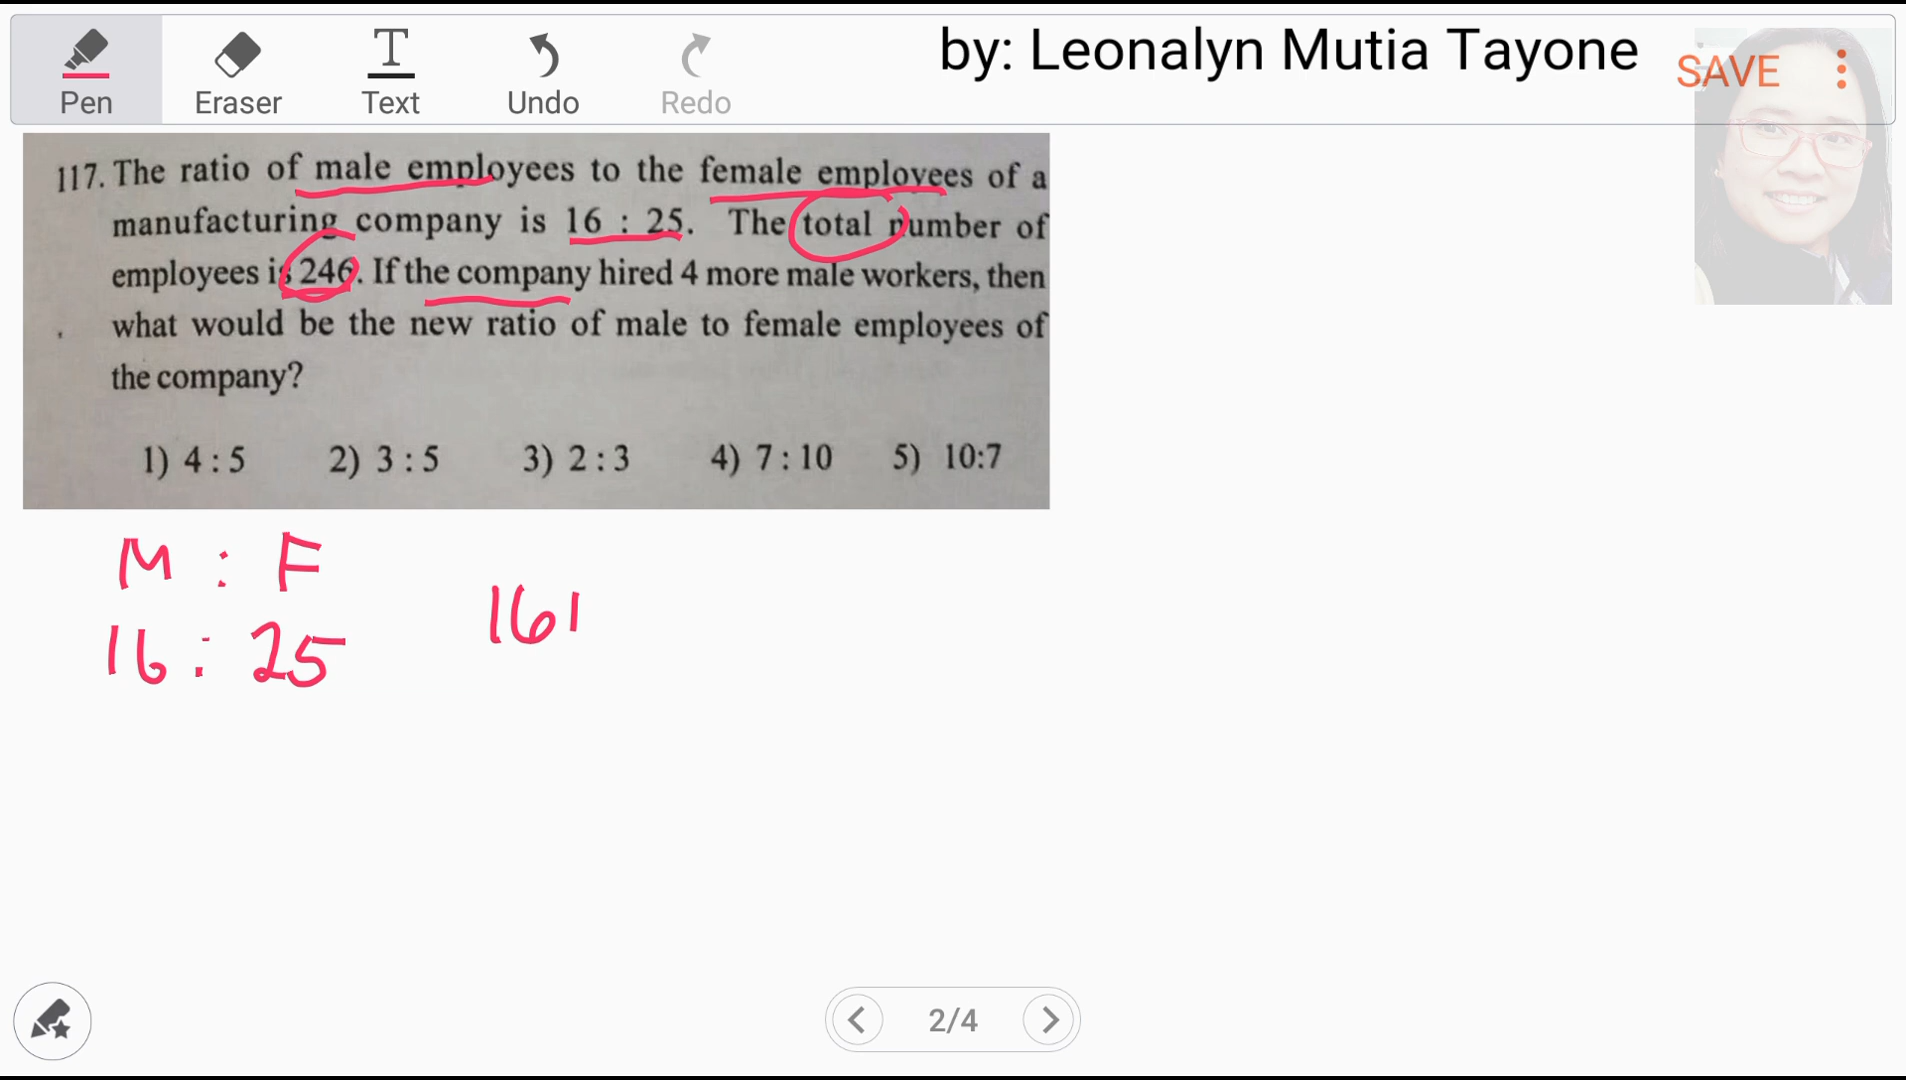 Pen
Eraser
Text
Undo
Redo
by: Leonalyn Mutia Tayone
SAVE
117. The ratio of male employees to the female employees of a
manufacturing company is 16 : 25. The total number of
employees is 246. If the company hired 4 more male workers, then
what would be the new ratio of male to female employees of
the company?
1) 4 : 5 2) 3 : 5 3) 2 : 3 4) 7 : 10 5) 10:7
M : F
16 : 25
161
2/4